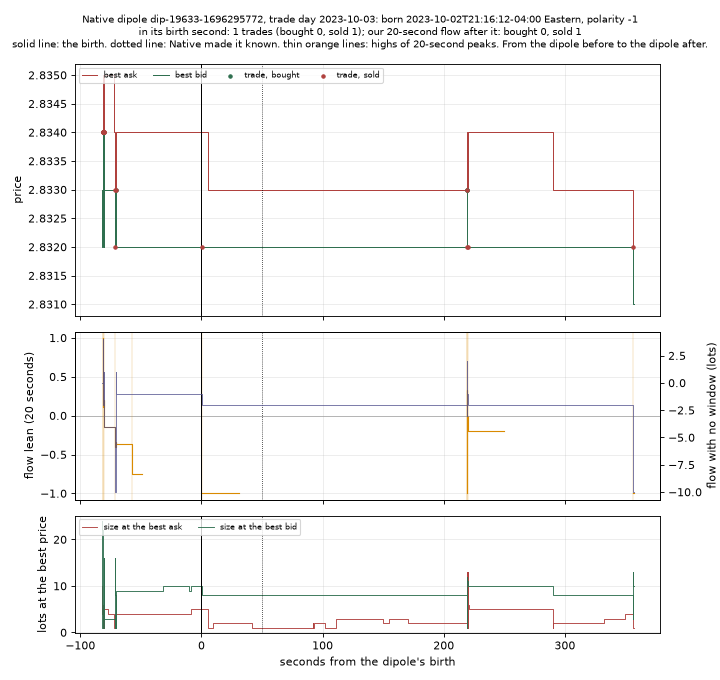 Native dipole dip-19633-1696295772, trade day 2023-10-03: born 2023-10-02T21:16:12-04:00 Eastern, polarity -1
in its birth second: 1 trades (bought 0, sold 1); our 20-second flow after it: bought 0, sold 1
solid line: the birth. dotted line: Native made it known. thin orange lines: highs of 20-second peaks. From the dipole before to the dipole after.
best ask best bid trade, bought trade, sold
2.8350
2.8345
2.8340
2.8335
2.8330
2.8325
2.8320
2.8315
2.8310
price
1.0
0.5
0.0
−0.5
−1.0
flow lean (20 seconds)
2.5
0.0
−2.5
−5.0
−7.5
−10.0
flow with no window (lots)
size at the best ask size at the best bid
20
10
0
lots at the best price
−100 0 100 200 300
seconds from the dipole's birth